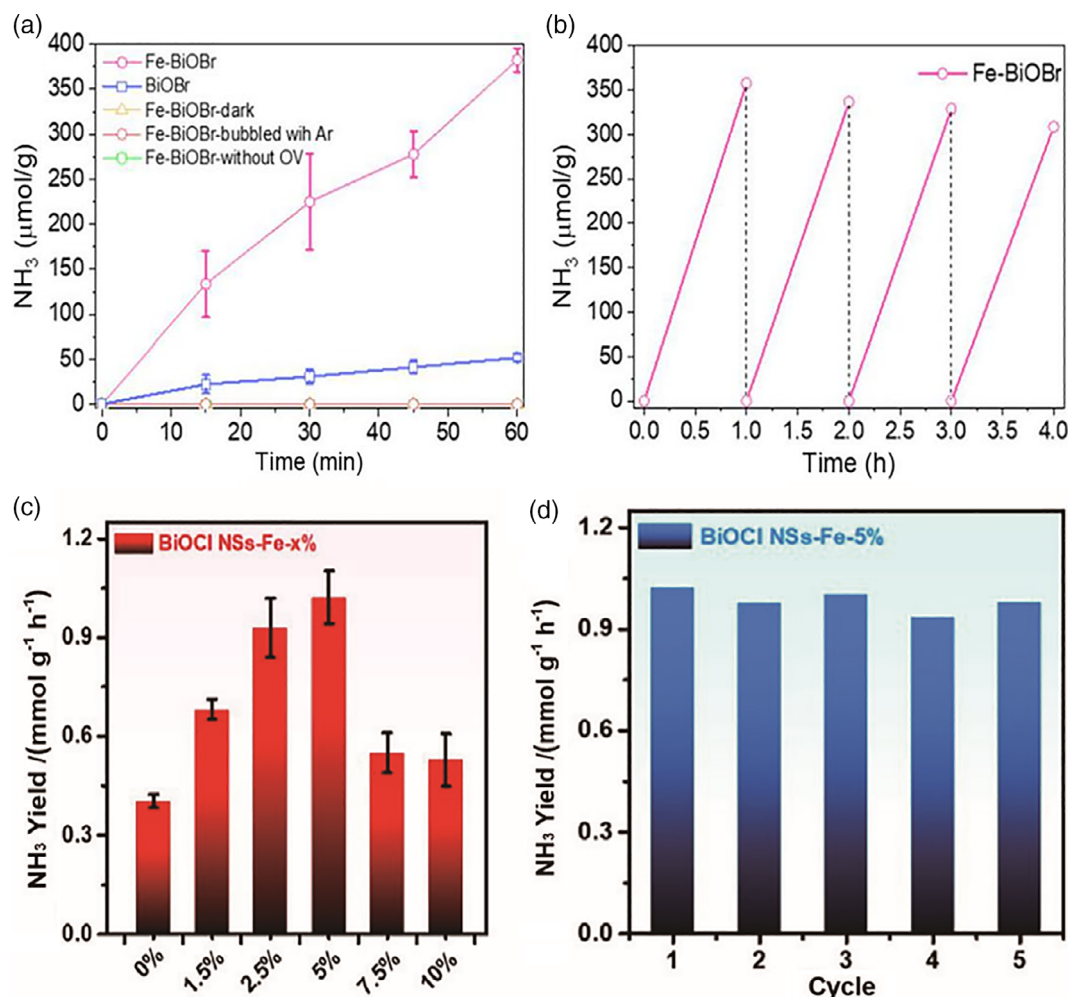 (a)
400
350
300
250
200
150
100
50
0
NH₃ (μmol/g)
Fe-BiOBr
BiOBr
Fe-BiOBr-dark
Fe-BiOBr-bubbled wih Ar
Fe-BiOBr-without OV
0 10 20 30 40 50 60
Time (min)
(b)
400
350
300
250
200
150
100
50
0
NH₃ (μmol/g)
Fe-BiOBr
0.0 0.5 1.0 1.5 2.0 2.5 3.0 3.5 4.0
Time (h)
(c)
1.2
0.9
0.6
0.3
0.0
NH₃ Yield /(mmol g⁻¹ h⁻¹)
BiOCl NSs-Fe-x%
0% 1.5% 2.5% 5% 7.5% 10%
(d)
1.2
0.9
0.6
0.3
0.0
NH₃ Yield /(mmol g⁻¹ h⁻¹)
BiOCl NSs-Fe-5%
1 2 3 4 5
Cycle